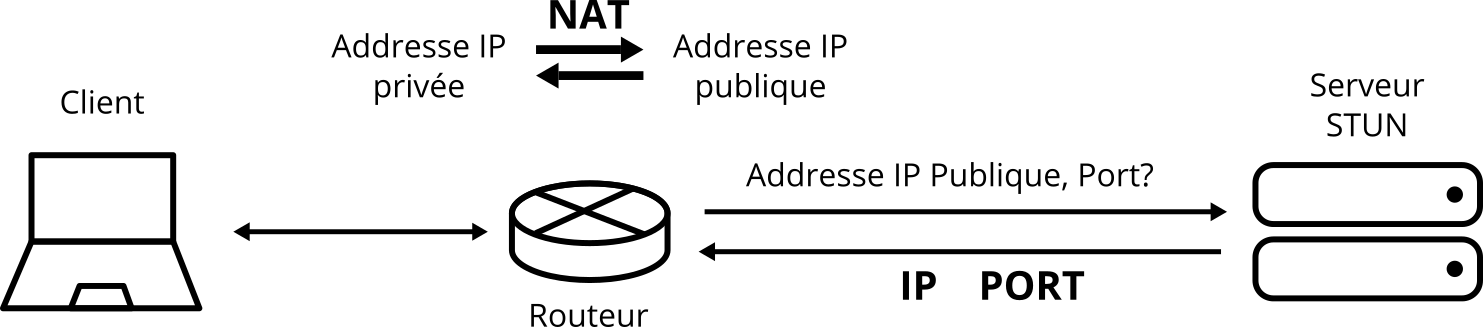 NAT
Addresse IP
privée
Addresse IP
publique
Client
Serveur
STUN
Addresse IP Publique, Port?
IP PORT
Routeur